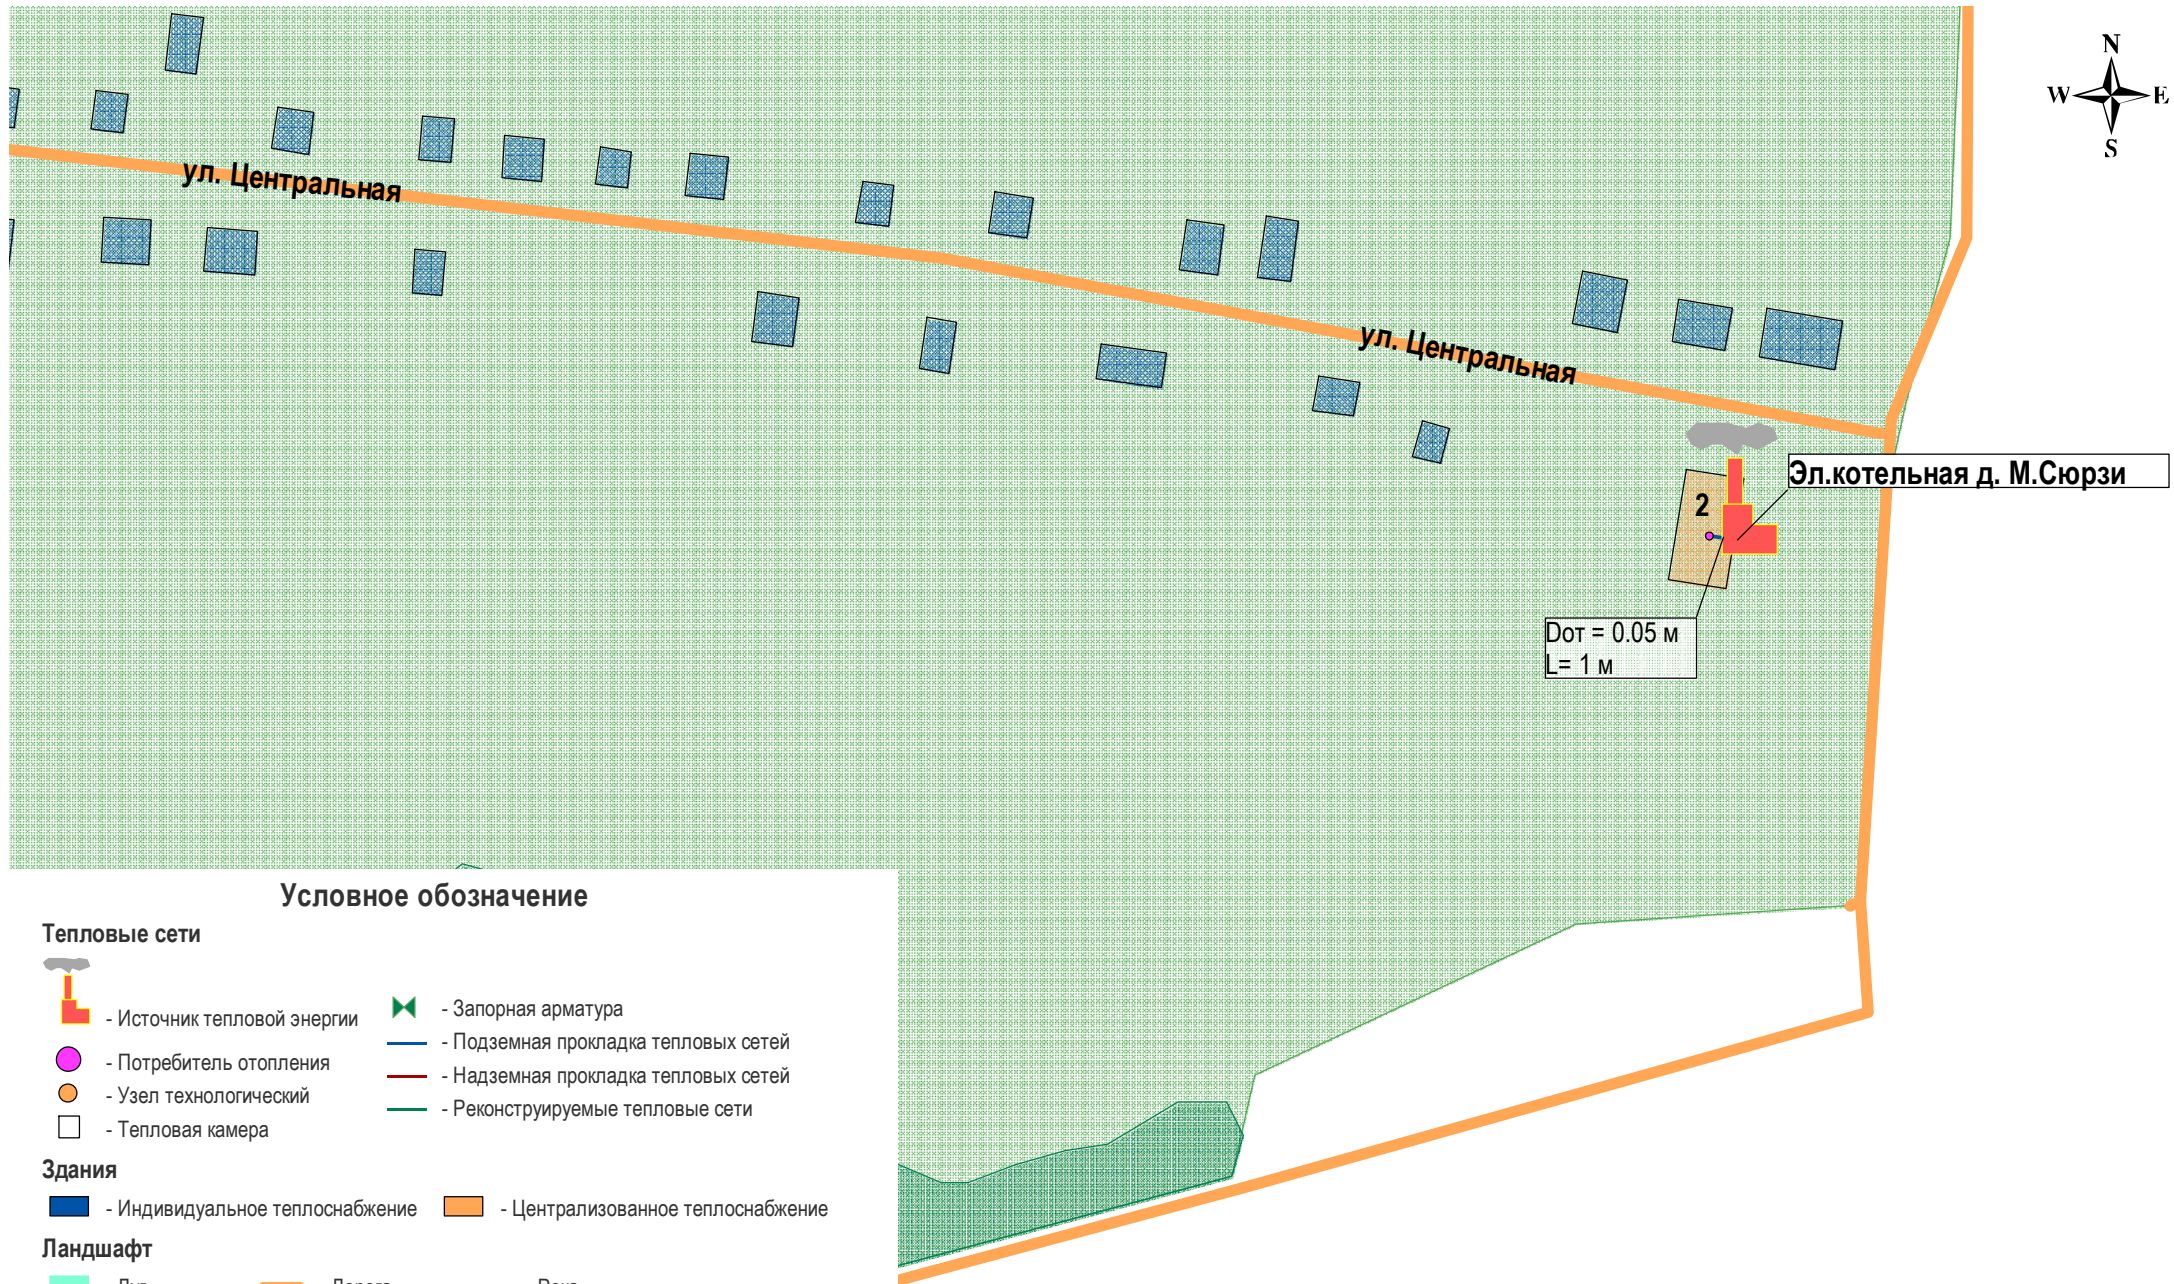 N
W E
S
ул. Центральная
ул. Центральная
Эл.котельная д. М.Сюрзи
2
Dот = 0.05 м
L= 1 м
Условное обозначение
Тепловые сети
- Источник тепловой энергии
- Потребитель отопления
- Узел технологический
- Тепловая камера
- Запорная арматура
- Подземная прокладка тепловых сетей
- Надземная прокладка тепловых сетей
- Реконструируемые тепловые сети
Здания
- Индивидуальное теплоснабжение - Централизованное теплоснабжение
Ландшафт